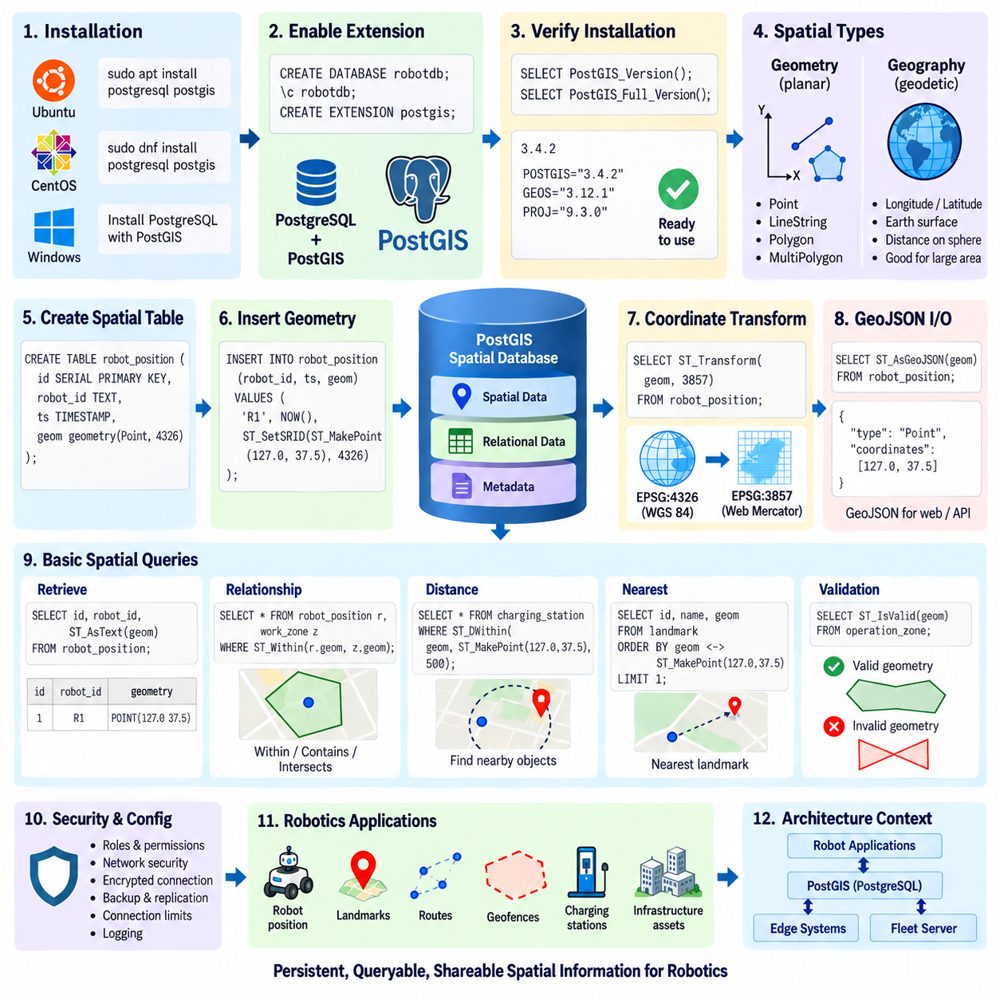 1. Installation
Ubuntu
sudo apt install
postgresql postgis
CentOS
sudo dnf install
postgresql postgis
Windows
Install PostgreSQL
with PostGIS
2. Enable Extension
CREATE DATABASE robotdb;
\c robotdb;
CREATE EXTENSION postgis;
PostgreSQL
+
PostGIS
PostGIS
3. Verify Installation
SELECT PostGIS_Version();
SELECT PostGIS_Full_Version();
3.4.2
POSTGIS="3.4.2"
GEOS="3.12.1"
PROJ="9.3.0"
Ready
to use
4. Spatial Types
Geometry
(planar)
Y
X
• Point
• LineString
• Polygon
• MultiPolygon
Geography
(geodetic)
• Longitude / Latitude
• Earth surface
• Distance on sphere
• Good for large area
5. Create Spatial Table
CREATE TABLE robot_position (
id SERIAL PRIMARY KEY,
robot_id TEXT,
ts TIMESTAMP,
geom geometry(Point, 4326)
);
6. Insert Geometry
INSERT INTO robot_position
(robot_id, ts, geom)
VALUES (
'R1', NOW(),
ST_SetSRID(ST_MakePoint
(127.0, 37.5), 4326)
);
PostGIS
Spatial Database
Spatial Data
Relational Data
Metadata
7. Coordinate Transform
SELECT ST_Transform(
geom, 3857)
FROM robot_position;
EPSG:4326
(WGS 84)
EPSG:3857
(Web Mercator)
8. GeoJSON I/O
SELECT ST_AsGeoJSON(geom)
FROM robot_position;
{
"type": "Point",
"coordinates":
[127.0, 37.5]
}
GeoJSON for web / API
9. Basic Spatial Queries
Retrieve
SELECT id, robot_id,
ST_AsText(geom)
FROM robot_position;
id robot_id geometry
1 R1 POINT(127.0 37.5)
Relationship
SELECT * FROM robot_position r,
work_zone z
WHERE ST_Within(r.geom, z.geom);
Within / Contains /
Intersects
Distance
SELECT * FROM charging_station
WHERE ST_DWithin(
geom, ST_MakePoint(127.0,37.5),
500);
Find nearby objects
Nearest
SELECT id, name, geom
FROM landmark
ORDER BY geom <->
ST_MakePoint(127.0,37.5)
LIMIT 1;
Nearest landmark
Validation
SELECT ST_IsValid(geom)
FROM operation_zone;
Valid geometry
Invalid geometry
10. Security & Config
• Roles & permissions
• Network security
• Encrypted connection
• Backup & replication
• Connection limits
• Logging
11. Robotics Applications
Robot
position
Landmarks
Routes
Geofences
Charging
stations
Infrastructure
assets
12. Architecture Context
Robot Applications
PostGIS (PostgreSQL)
Edge Systems
Fleet Server
Persistent, Queryable, Shareable Spatial Information for Robotics